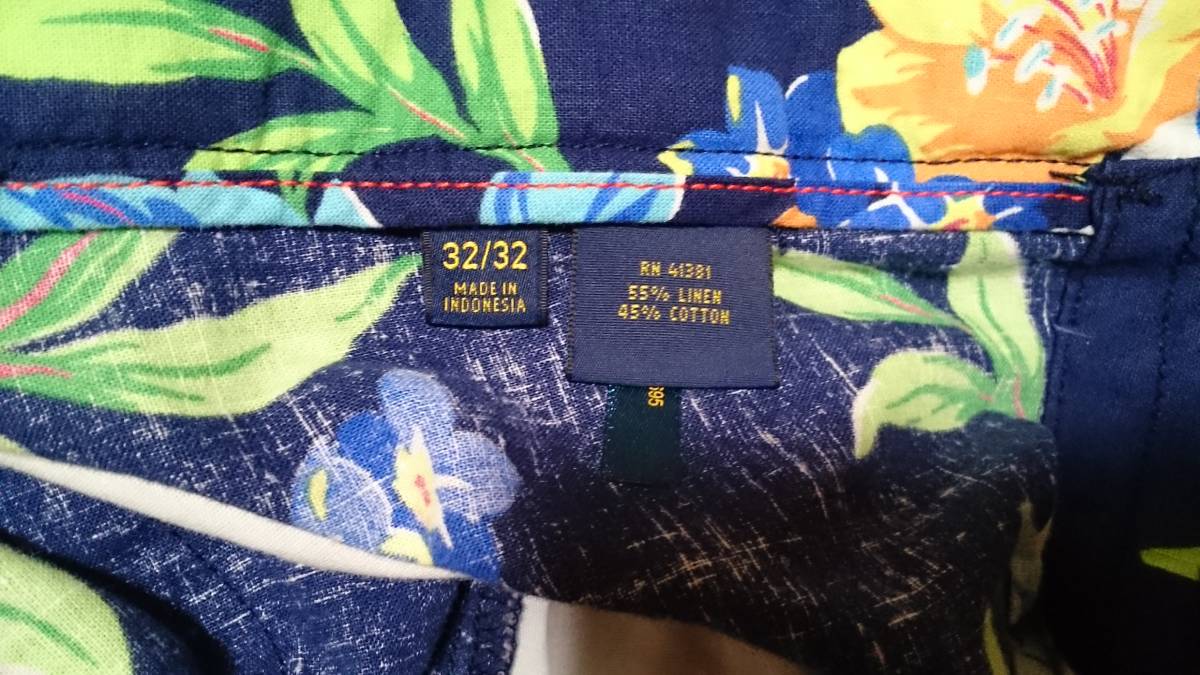 32/32
MADE IN
INDONESIA
RN 41381
55% LINEN
45% COTTON